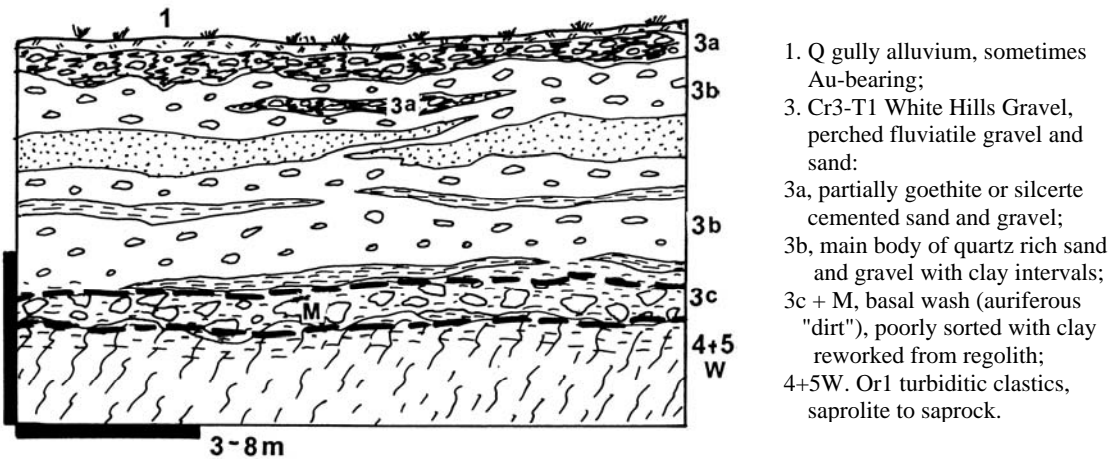 1
3a
3b
3a
3b
3c
M
4+5
W
3~8m
1. Q gully alluvium, sometimes
Au-bearing;
3. Cr3-T1 White Hills Gravel,
perched fluviatile gravel and
sand:
3a, partially goethite or silcerte
cemented sand and gravel;
3b, main body of quartz rich sand
and gravel with clay intervals;
3c + M, basal wash (auriferous
"dirt"), poorly sorted with clay
reworked from regolith;
4+5W. Or1 turbiditic clastics,
saprolite to saprock.